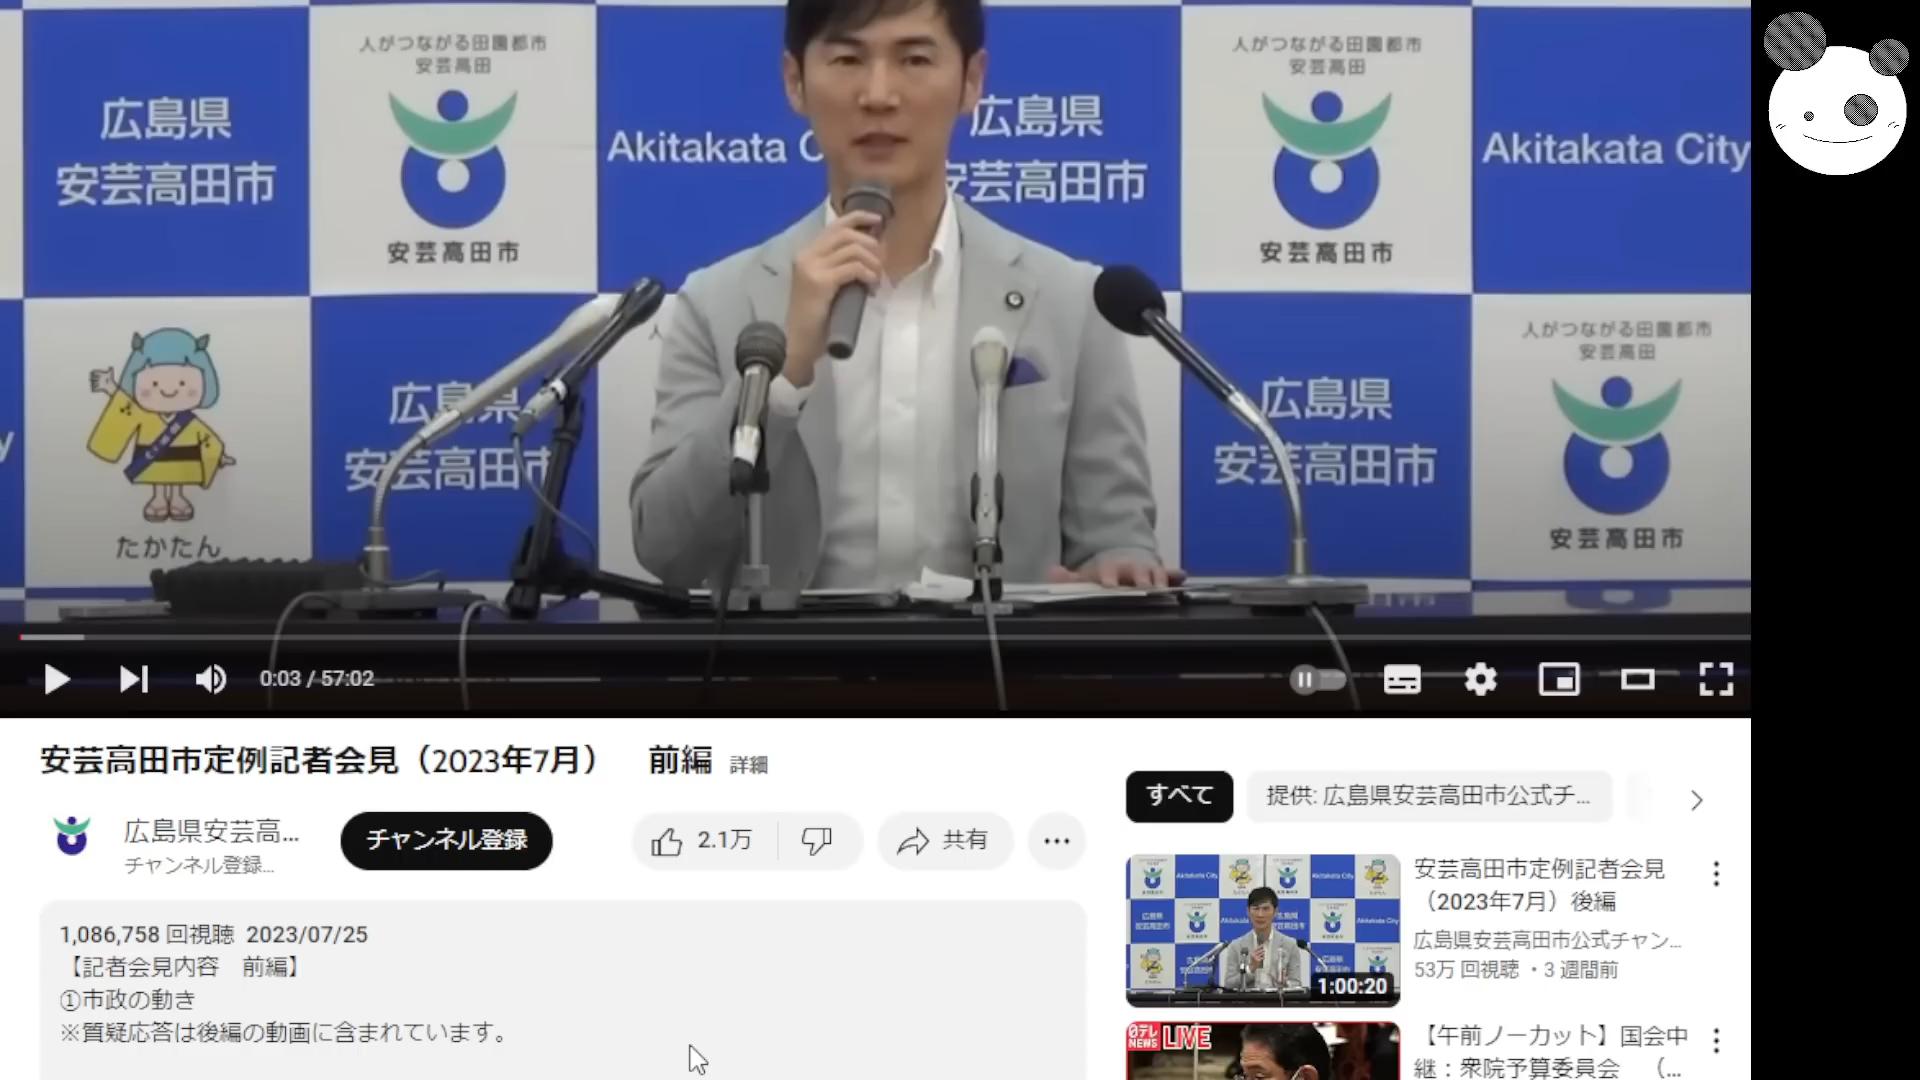 人がつながる田園都市
安芸高田
人がつながる田園都市
安芸高田
広島県
安芸高田市
Akitakata C
広島県
安芸高田市
Akitakata City
安芸高田市
安芸高田市
人がつながる田園都市
安芸高田
広島県
安芸高田市
広島県
安芸高田市
たかたん
安芸高田市
0:03 / 57:02
安芸高田市定例記者会見（2023年7月）　前編 詳細
広島県安芸高...
チャンネル登録...
チャンネル登録
2.1万
共有
1,086,758 回視聴 2023/07/25
【記者会見内容　前編】
①市政の動き
※質疑応答は後編の動画に含まれています。
すべて
提供: 広島県安芸高田市公式チ...
安芸高田市定例記者会見
（2023年7月）後編
広島県安芸高田市公式チャン...
53万 回視聴 ・3 週間前
1:00:20
【午前ノーカット】国会中
継：衆院予算委員会　（...
日テレ
NEWS LIVE